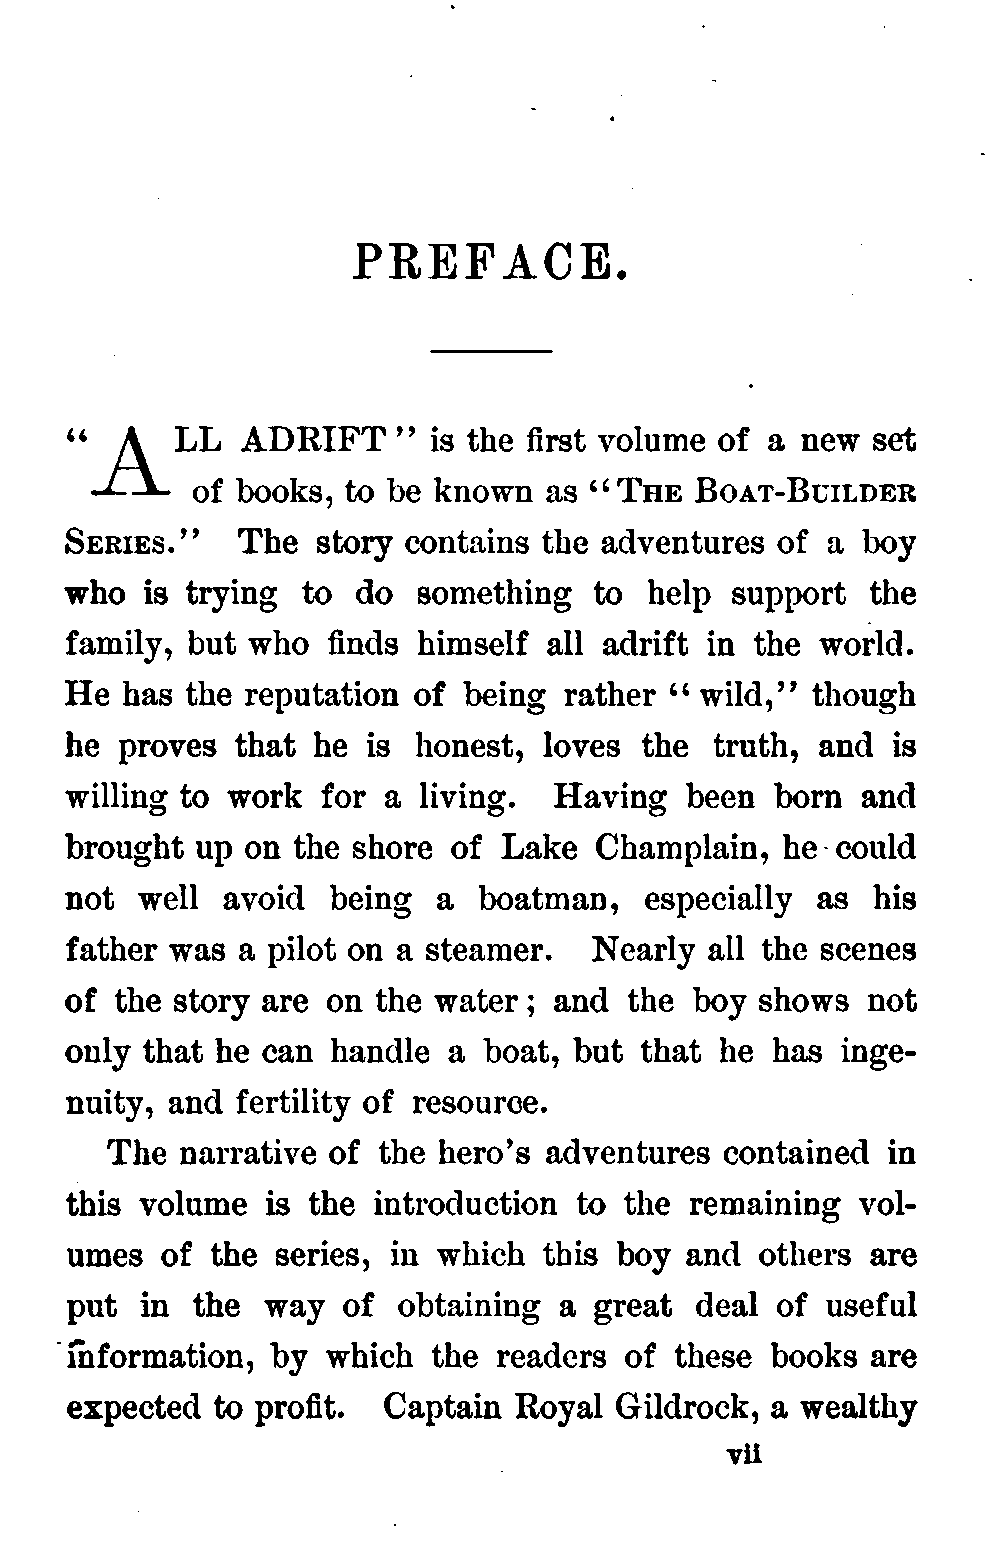 PREFACE.
"ALL ADRIFT" is the first volume of a new set
of books, to be known as "THE BOAT-BUILDER
SERIES." The story contains the adventures of a boy
who is trying to do something to help support the
family, but who finds himself all adrift in the world.
He has the reputation of being rather "wild," though
he proves that he is honest, loves the truth, and is
willing to work for a living. Having been born and
brought up on the shore of Lake Champlain, he could
not well avoid being a boatman, especially as his
father was a pilot on a steamer. Nearly all the scenes
of the story are on the water; and the boy shows not
only that he can handle a boat, but that he has inge-
nuity, and fertility of resource.
The narrative of the hero's adventures contained in
this volume is the introduction to the remaining vol-
umes of the series, in which this boy and others are
put in the way of obtaining a great deal of useful
information, by which the readers of these books are
expected to profit. Captain Royal Gildrock, a wealthy
vii